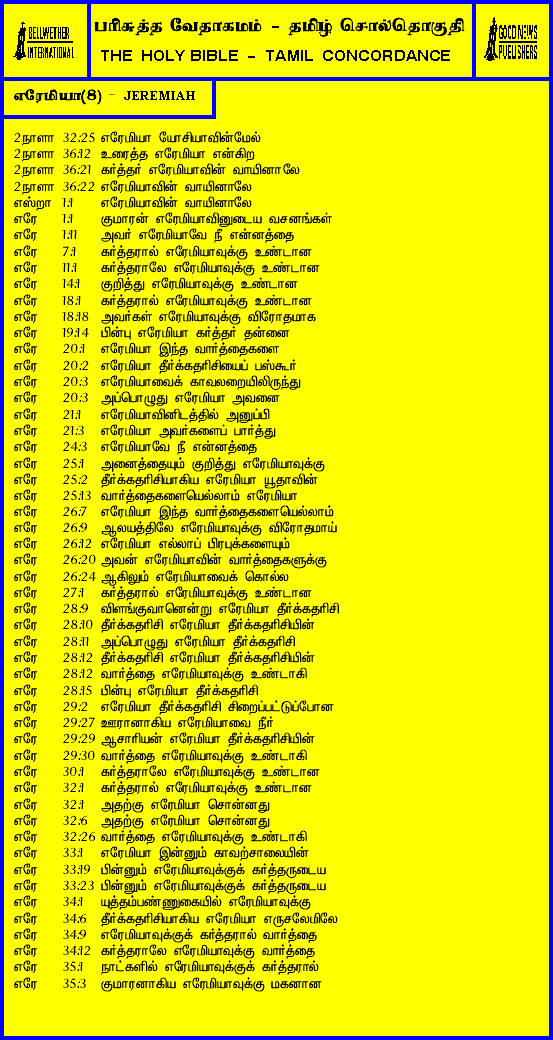 BELLWETHER
INTERNATIONAL
பரிசுத்த வேதாகமம் - தமிழ் சொல்தொகுதி
THE HOLY BIBLE - TAMIL CONCORDANCE
GOOD NEWS
PUBLISHERS
எரேமியா(8) - JEREMIAH
2நாளா 32:25 எரேமியா யோசியாவின்மேல்
2நாளா 36:12 உரைத்த எரேமியா என்கிற
2நாளா 36:21 கர்த்தர் எரேமியாவின் வாயினாலே
2நாளா 36:22 எரேமியாவின் வாயினாலே
எஸ்றா 1:1 எரேமியாவின் வாயினாலே
எரே 1:1 குமாரன் எரேமியாவினுடைய வசனங்கள்
எரே 1:11 அவர் எரேமியாவே நீ என்னத்தை
எரே 7:1 கர்த்தரால் எரேமியாவுக்கு உண்டான
எரே 11:1 கர்த்தராலே எரேமியாவுக்கு உண்டான
எரே 14:1 குறித்து எரேமியாவுக்கு உண்டான
எரே 18:1 கர்த்தரால் எரேமியாவுக்கு உண்டான
எரே 18:18 அவர்கள் எரேமியாவுக்கு விரோதமாக
எரே 19:14 பின்பு எரேமியா கர்த்தர் தன்னை
எரே 20:1 எரேமியா இந்த வார்த்தைகளை
எரே 20:2 எரேமியா தீர்க்கதரிசியைப் பஸ்கூர்
எரே 20:3 எரேமியாவைக் காவலறையிலிருந்து
எரே 20:3 அப்பொழுது எரேமியா அவனை
எரே 21:1 எரேமியாவினிடத்தில் அனுப்பி
எரே 21:3 எரேமியா அவர்களைப் பார்த்து
எரே 24:3 எரேமியாவே நீ என்னத்தை
எரே 25:1 அனைத்தையும் குறித்து எரேமியாவுக்கு
எரே 25:2 தீர்க்கதரிசியாகிய எரேமியா யூதாவின்
எரே 25:13 வார்த்தைகளையெல்லாம் எரேமியா
எரே 26:7 எரேமியா இந்த வார்த்தைகளையெல்லாம்
எரே 26:9 ஆலயத்திலே எரேமியாவுக்கு விரோதமாய்
எரே 26:12 எரேமியா எல்லாப் பிரபுக்களையும்
எரே 26:20 அவன் எரேமியாவின் வார்த்தைகளுக்கு
எரே 26:24 ஆகிலும் எரேமியாவைக் கொல்ல
எரே 27:1 கர்த்தரால் எரேமியாவுக்கு உண்டான
எரே 28:9 விளங்குவானென்று எரேமியா தீர்க்கதரிசி
எரே 28:10 தீர்க்கதரிசி எரேமியா தீர்க்கதரிசியின்
எரே 28:11 அப்பொழுது எரேமியா தீர்க்கதரிசி
எரே 28:12 தீர்க்கதரிசி எரேமியா தீர்க்கதரிசியின்
எரே 28:12 வார்த்தை எரேமியாவுக்கு உண்டாகி
எரே 28:15 பின்பு எரேமியா தீர்க்கதரிசி
எரே 29:2 எரேமியா தீர்க்கதரிசி சிறைப்பட்டுப்போன
எரே 29:27 ஊரானாகிய எரேமியாவை நீர்
எரே 29:29 ஆசாரியன் எரேமியா தீர்க்கதரிசியின்
எரே 29:30 வார்த்தை எரேமியாவுக்கு உண்டாகி
எரே 30:1 கர்த்தராலே எரேமியாவுக்கு உண்டான
எரே 32:1 கர்த்தரால் எரேமியாவுக்கு உண்டான
எரே 32:1 அதற்கு எரேமியா சொன்னது
எரே 32:6 அதற்கு எரேமியா சொன்னது
எரே 32:26 வார்த்தை எரேமியாவுக்கு உண்டாகி
எரே 33:1 எரேமியா இன்னும் காவற்சாலையின்
எரே 33:19 பின்னும் எரேமியாவுக்குக் கர்த்தருடைய
எரே 33:23 பின்னும் எரேமியாவுக்குக் கர்த்தருடைய
எரே 34:1 யுத்தம்பண்ணுகையில் எரேமியாவுக்கு
எரே 34:6 தீர்க்கதரிசியாகிய எரேமியா எருசலேமிலே
எரே 34:9 எரேமியாவுக்குக் கர்த்தரால் வார்த்தை
எரே 34:12 கர்த்தராலே எரேமியாவுக்கு வார்த்தை
எரே 35:1 நாட்களில் எரேமியாவுக்குக் கர்த்தரால்
எரே 35:3 குமாரனாகிய எரேமியாவுக்கு மகனான